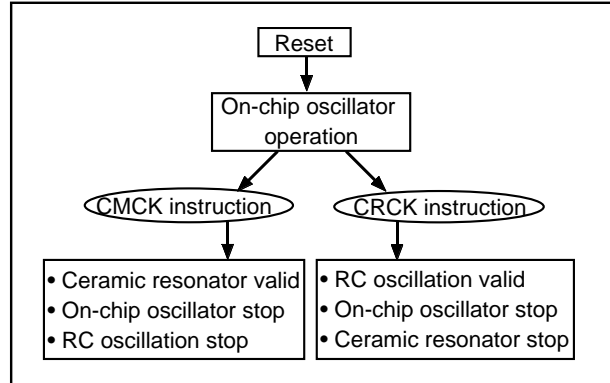 Reset
On-chip oscillator
operation
CMCK instruction
CRCK instruction
• Ceramic resonator valid
• On-chip oscillator stop
• RC oscillation stop
• RC oscillation valid
• On-chip oscillator stop
• Ceramic resonator stop